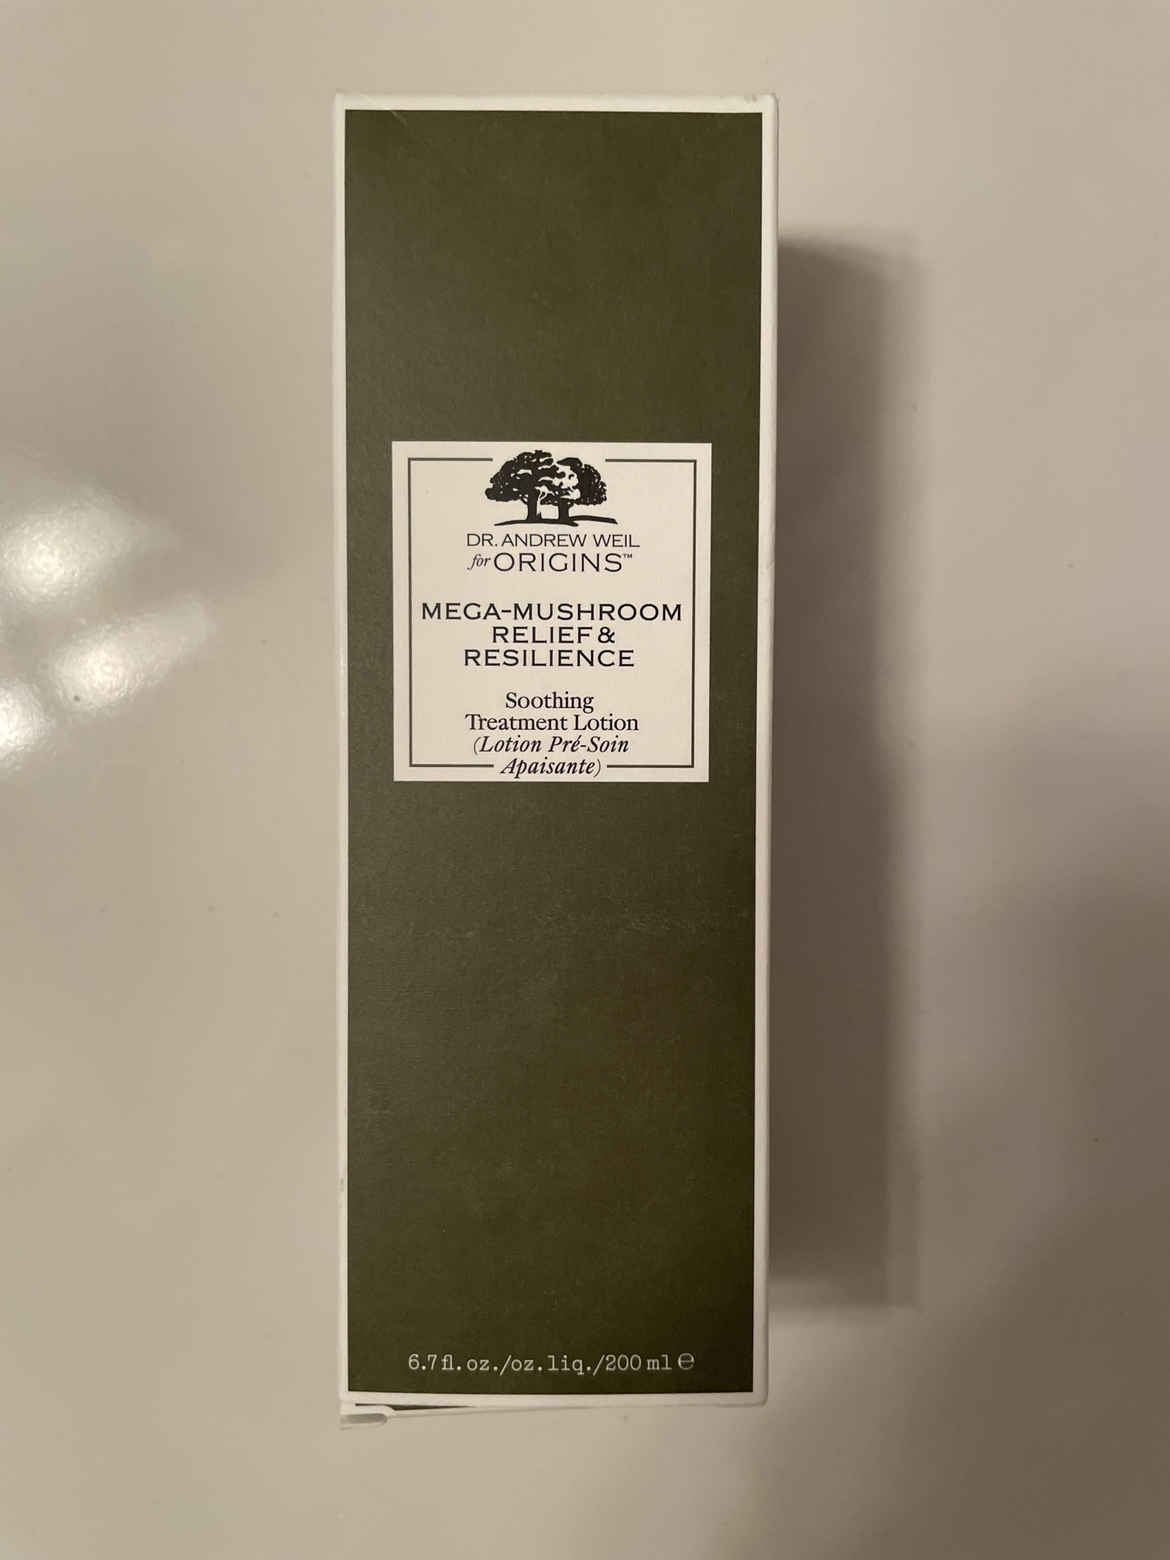 DR. ANDREW WEIL
for ORIGINS™
MEGA-MUSHROOM
RELIEF &
RESILIENCE
Soothing
Treatment Lotion
(Lotion Pré-Soin
Apaisante)
6.7 fl. oz./oz. liq./200 ml ℮